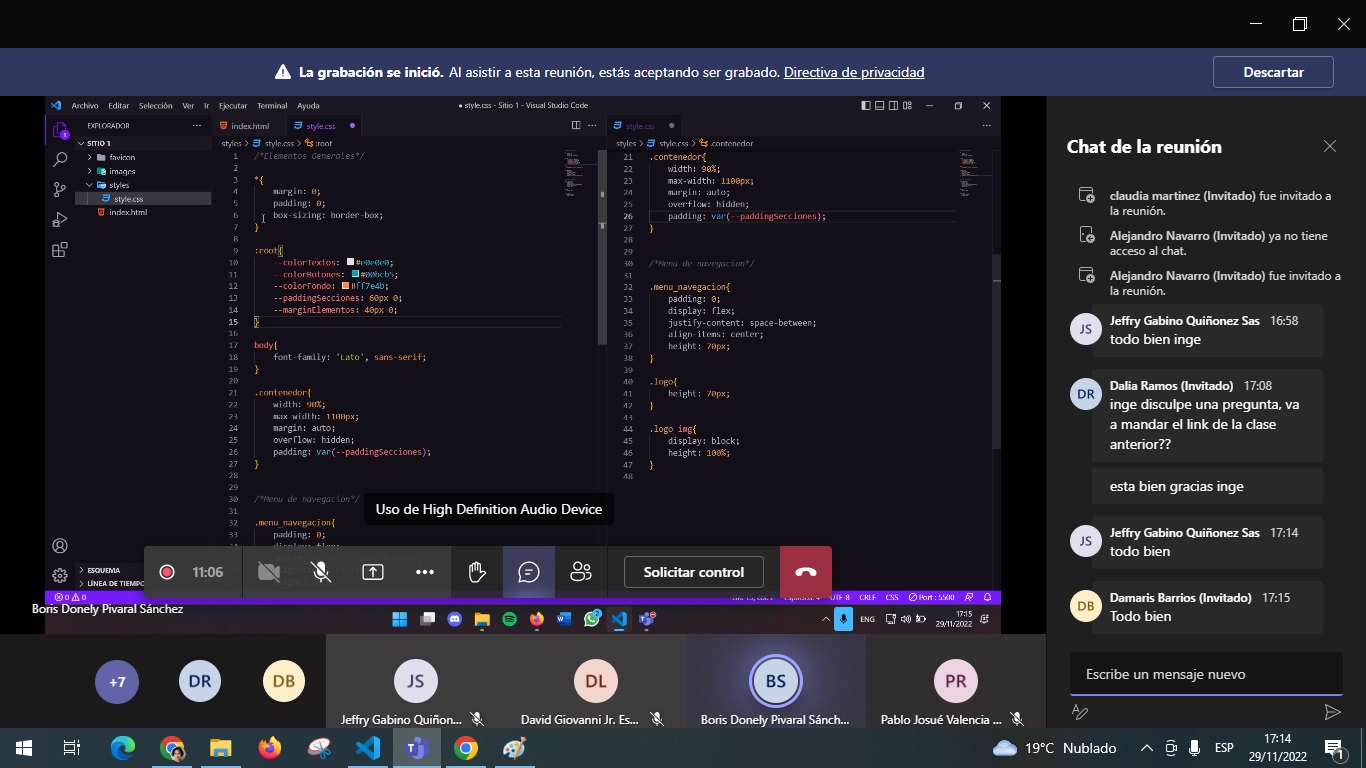 La grabación se inició. Al asistir a esta reunión, estás aceptando ser grabado. Directiva de privacidad
Descartar
Archivo Editar Selección Ver Ir Ejecutar Terminal Ayuda
• style.css - Sitio 1 - Visual Studio Code
EXPLORADOR
SITIO 1
favicon
images
styles
style.css
index.html
1
index.html
style.css
styles > style.css > :root
1 /*Elementos Generales*/
2
3 *{
4 margin: 0;
5 padding: 0;
6 box-sizing: border-box;
7 }
8
9 :root{
10 --colorTextos: #e0e0e0;
11 --colorBotones: #00bcb5;
12 --colorFondo: #ff7e4b;
13 --paddingSecciones: 60px 0;
14 --marginElementos: 40px 0;
15 }
16
17 body{
18 font-family: 'Lato', sans-serif;
19 }
20
21 .contenedor{
22 width: 90%;
23 max width: 1100px;
24 margin: auto;
25 overflow: hidden;
26 padding: var(--paddingSecciones);
27 }
28
29
30 /*Menu de navegacion*/
31
32 .menu_navegacion{
33 padding: 0;
style.css
styles > style.css > .contenedor
21 .contenedor{
22 width: 90%;
23 max-width: 1100px;
24 margin: auto;
25 overflow: hidden;
26 padding: var(--paddingSecciones);
27 }
28
29
30 /*Menu de navegacion*/
31
32 .menu_navegacion{
33 padding: 0;
34 display: flex;
35 justify-content: space-between;
36 align-items: center;
37 height: 70px;
38 }
39
40 .logo{
41 height: 70px;
42 }
43
44 .logo img{
45 display: block;
46 height: 100%;
47 }
48
ESQUEMA
LÍNEA DE TIEMPO
Uso de High Definition Audio Device
11:06
Solicitar control
0 0
UTF-8 CRLF CSS Port : 5500
Boris Donely Pivaral Sánchez
2
ENG
17:15
29/11/2022
+7
DR
DB
JS
Jeffry Gabino Quiñon...
DL
David Giovanni Jr. Es...
BS
Boris Donely Pivaral Sánch...
PR
Pablo Josué Valencia ...
Chat de la reunión
claudia martinez (Invitado) fue invitado a
la reunión.
Alejandro Navarro (Invitado) ya no tiene
acceso al chat.
Alejandro Navarro (Invitado) fue invitado a
la reunión.
JS
Jeffry Gabino Quiñonez Sas 16:58
todo bien inge
DR
Dalia Ramos (Invitado) 17:08
inge disculpe una pregunta, va
a mandar el link de la clase
anterior??
esta bien gracias inge
JS
Jeffry Gabino Quiñonez Sas 17:14
todo bien
DB
Damaris Barrios (Invitado) 17:15
Todo bien
Escribe un mensaje nuevo
19°C Nublado
ESP
17:14
29/11/2022
1